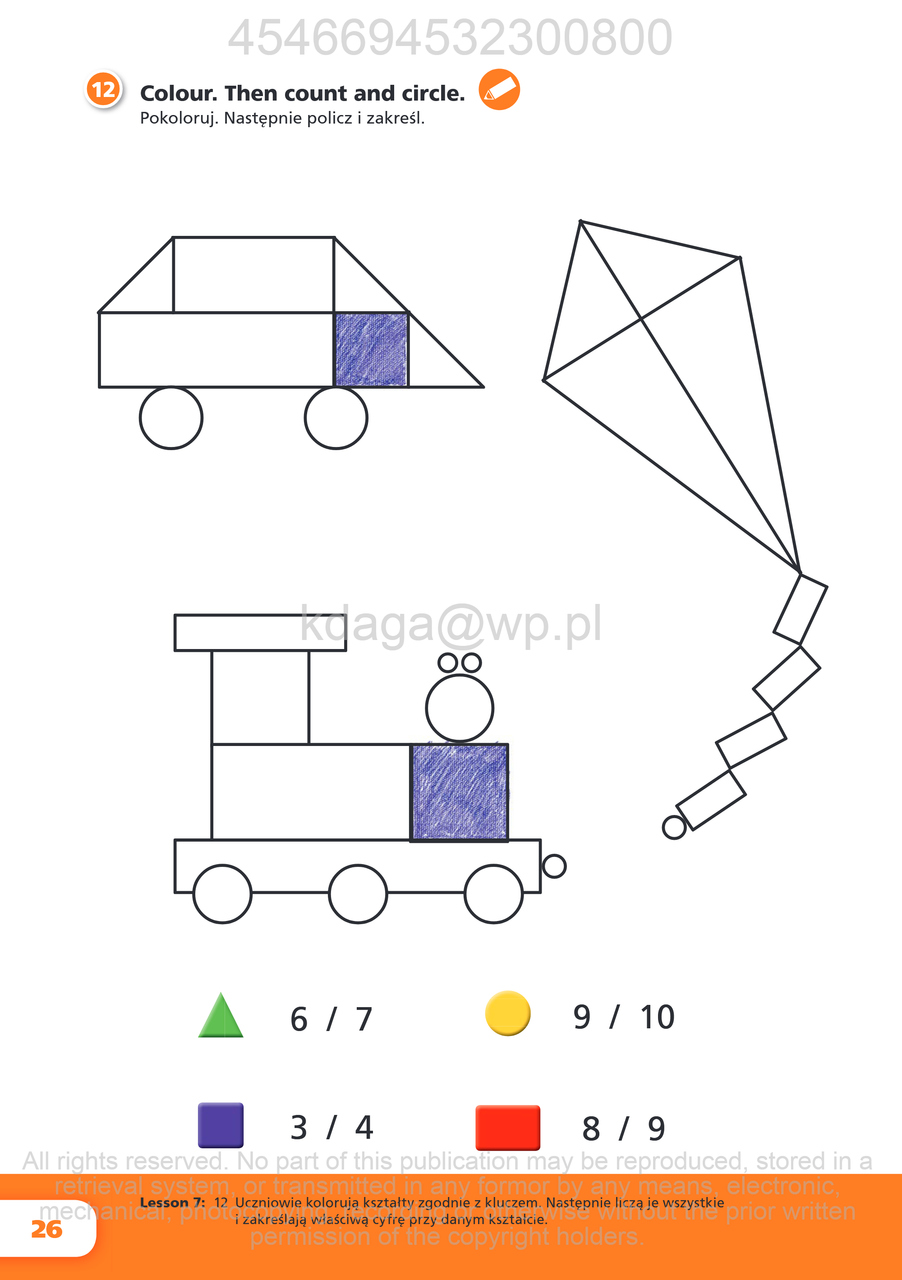 4546694532300800
12 Colour. Then count and circle.
Pokoloruj. Następnie policz i zakreśl.
kdaga@wp.pl
6 / 7
9 / 10
3 / 4
8 / 9
All rights reserved. No part of this publication may be reproduced, stored in a
retrieval system, or transmitted in any formor by any means, electronic,
Lesson 7: 12 Uczniowie kolorują kształty zgodnie z kluczem. Następnie liczą je wszystkie
mechanical, photocopying, recording or otherwise without the prior written
i zakreślają właściwą cyfrę przy danym kształcie.
26
permission of the copyright holders.